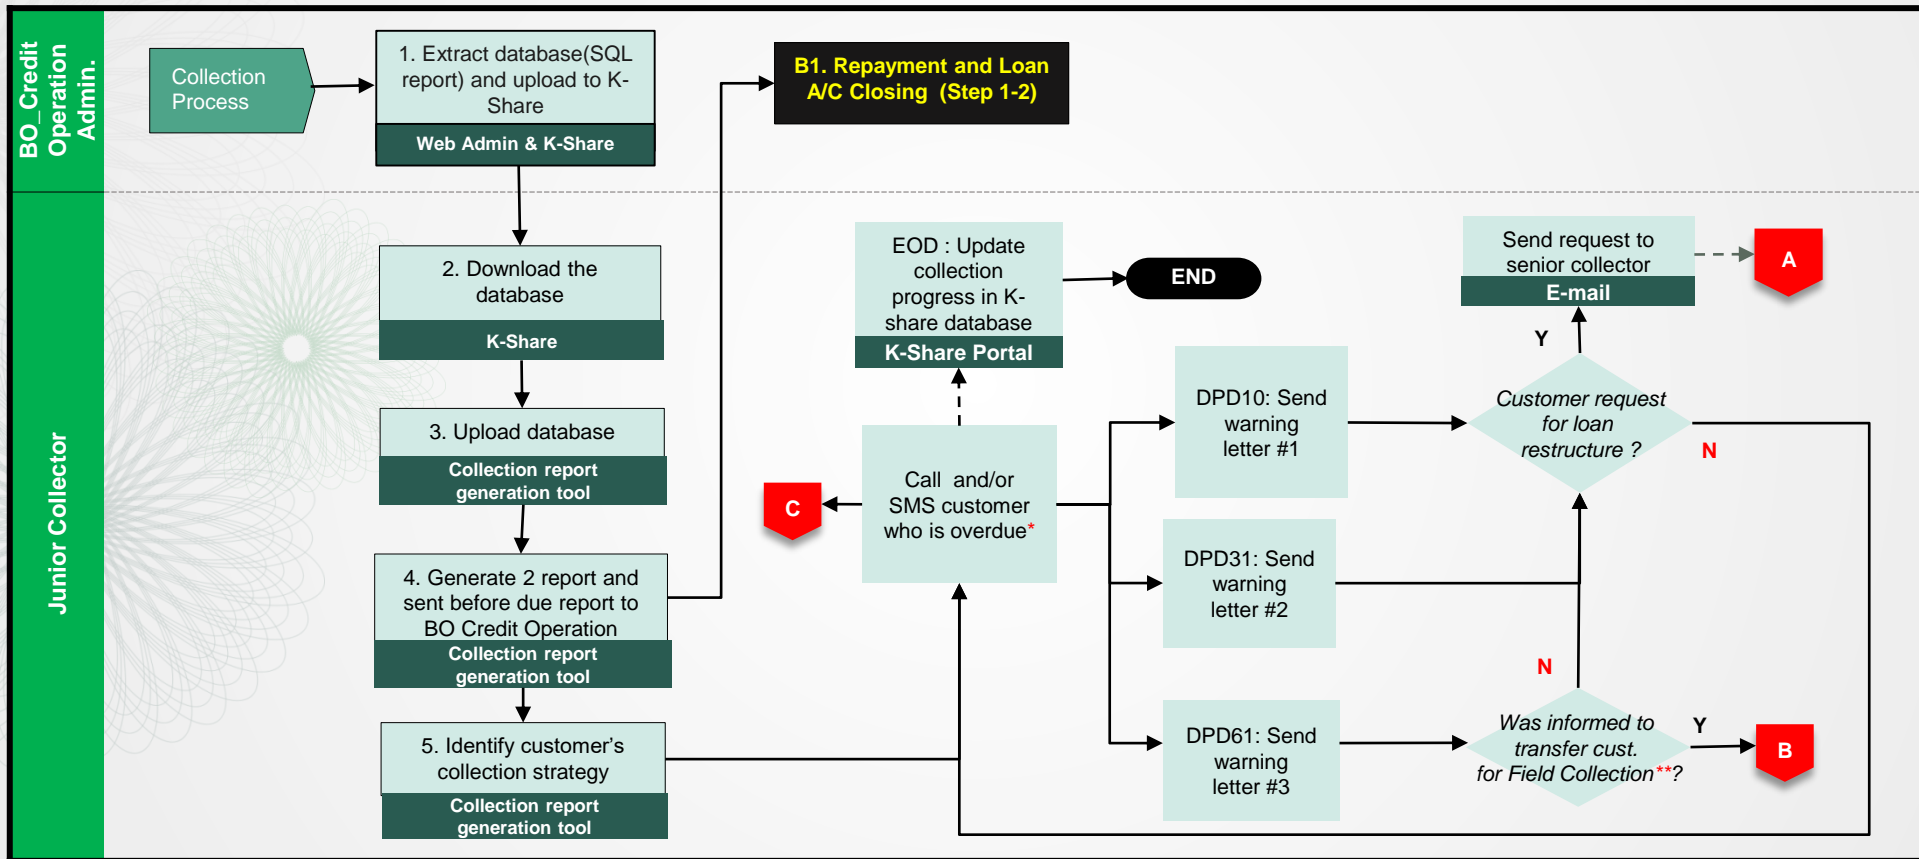 BO_Credit
Operation
Admin.
Collection
Process
1. Extract database(SQL
report) and upload to K-
Share
Web Admin & K-Share
B1. Repayment and Loan
A/C Closing  (Step 1-2)
Junior Collector
2. Download the
database
K-Share
3. Upload database
Collection report
generation tool
4. Generate 2 report and
sent before due report to
BO Credit Operation
Collection report
generation tool
5. Identify customer’s
collection strategy
Collection report
generation tool
EOD : Update
collection
progress in K-
share database
K-Share Portal
END
C
Call  and/or
SMS customer
who is overdue*
DPD10: Send
warning
letter #1
DPD31: Send
warning
letter #2
DPD61: Send
warning
letter #3
Send request to
senior collector
E-mail
A
Y
Customer request
for loan
restructure ?
N
N
Was informed to
transfer cust.
for Field Collection**?
Y
B